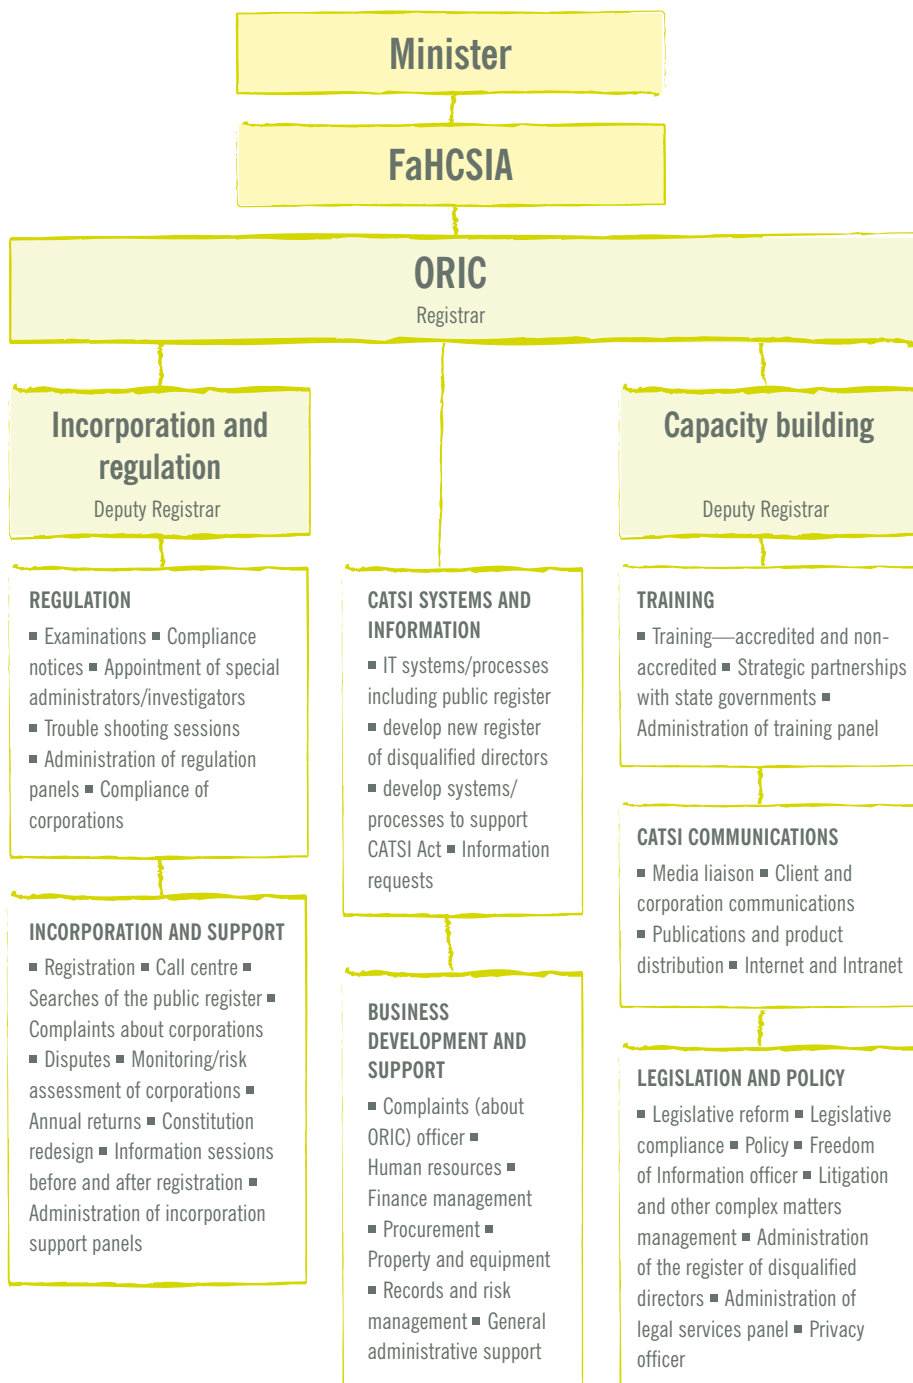 Minister
FaHCSIA
ORIC
Registrar
Incorporation and
regulation
Deputy Registrar
Capacity building
Deputy Registrar
REGULATION
■ Examinations ■ Compliance
notices ■ Appointment of special
administrators/investigators
■ Trouble shooting sessions
■ Administration of regulation
panels ■ Compliance of
corporations
INCORPORATION AND SUPPORT
■ Registration ■ Call centre ■
Searches of the public register ■
Complaints about corporations
■ Disputes ■ Monitoring/risk
assessment of corporations ■
Annual returns ■ Constitution
redesign ■ Information sessions
before and after registration ■
Administration of incorporation
support panels
CATSI SYSTEMS AND
INFORMATION
■ IT systems/processes
including public register
■ develop new register
of disqualified directors
■ develop systems/
processes to support
CATSI Act ■ Information
requests
BUSINESS
DEVELOPMENT AND
SUPPORT
■ Complaints (about
ORIC) officer ■
Human resources ■
Finance management
■ Procurement ■
Property and equipment
■ Records and risk
management ■ General
administrative support
TRAINING
■ Training—accredited and non-
accredited ■ Strategic partnerships
with state governments ■
Administration of training panel
CATSI COMMUNICATIONS
■ Media liaison ■ Client and
corporation communications
■ Publications and product
distribution ■ Internet and Intranet
LEGISLATION AND POLICY
■ Legislative reform ■ Legislative
compliance ■ Policy ■ Freedom
of Information officer ■ Litigation
and other complex matters
management ■ Administration
of the register of disqualified
directors ■ Administration of
legal services panel ■ Privacy
officer